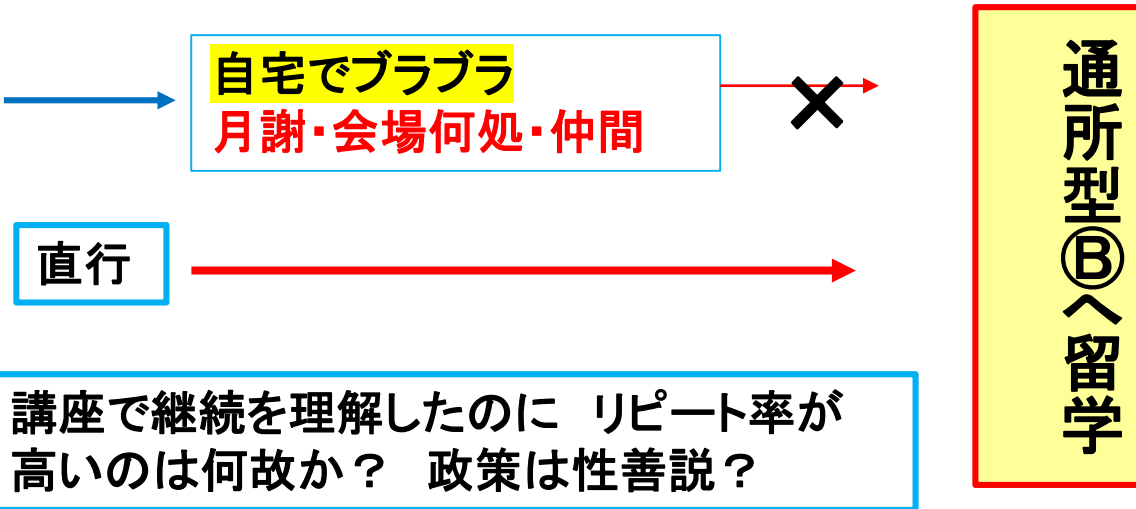 自宅でブラブラ
月謝・会場何処・仲間
直行
講座で継続を理解したのに　リピート率が
高いのは何故か？　政策は性善説？
通所型Ⓑへ留学